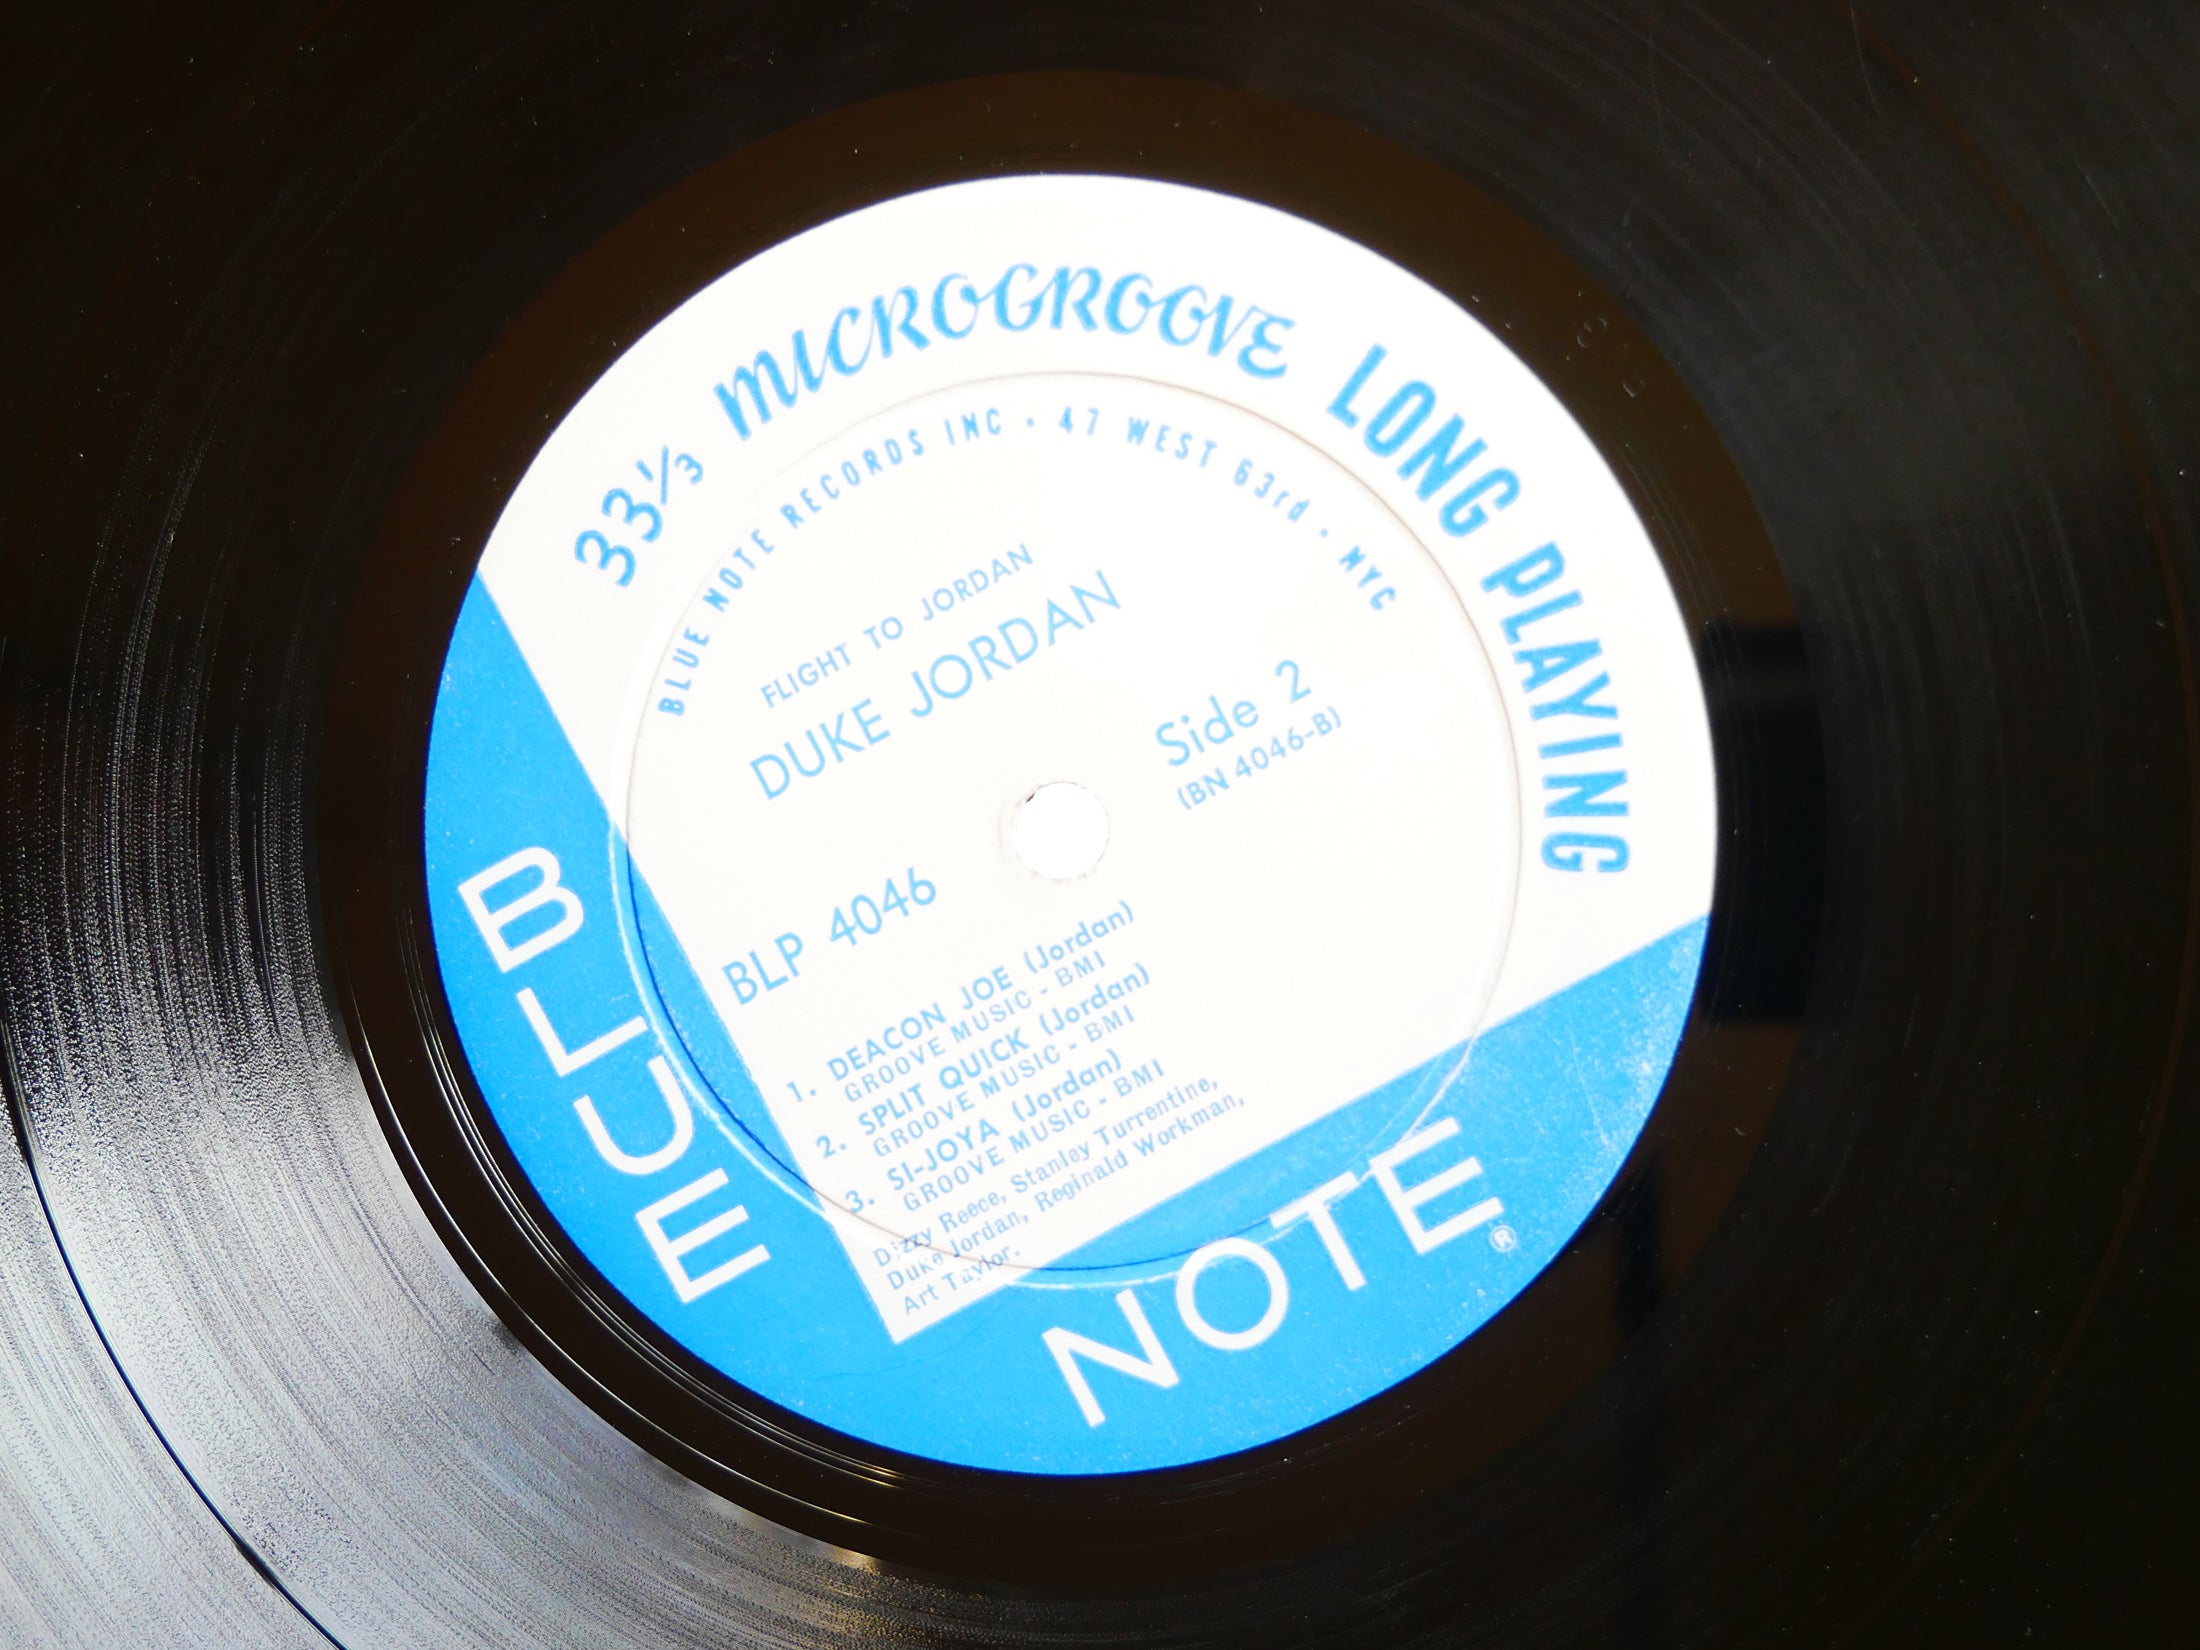 33⅓ MICROGROOVE LONG PLAYING
BLUE NOTE RECORDS INC · 47 WEST 63rd · NYC
FLIGHT TO JORDAN
DUKE JORDAN
Side 2
(BN 4046-B)
BLP 4046
1. DEACON JOE (Jordan)
GROOVE MUSIC - BMI
2. SPLIT QUICK (Jordan)
GROOVE MUSIC - BMI
3. SI-JOYA (Jordan)
GROOVE MUSIC - BMI
Dizzy Reece, Stanley Turrentine,
Duke Jordan, Reginald Workman,
Art Taylor.
BLUE
NOTE®